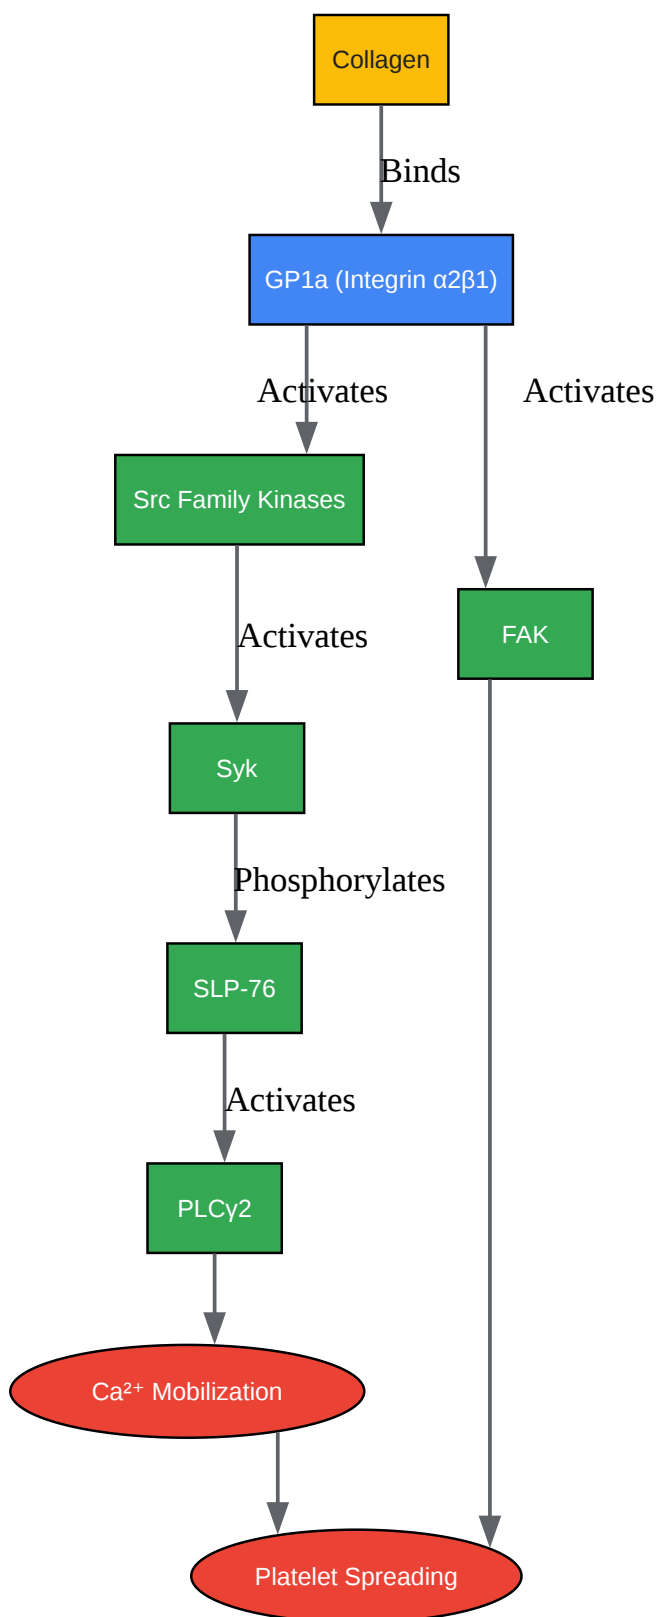 Collagen
Binds
GP1a (Integrin α2β1)
Activates
Activates
Src Family Kinases
Activates
FAK
Syk
Phosphorylates
SLP-76
Activates
PLCγ2
Ca²⁺ Mobilization
Platelet Spreading